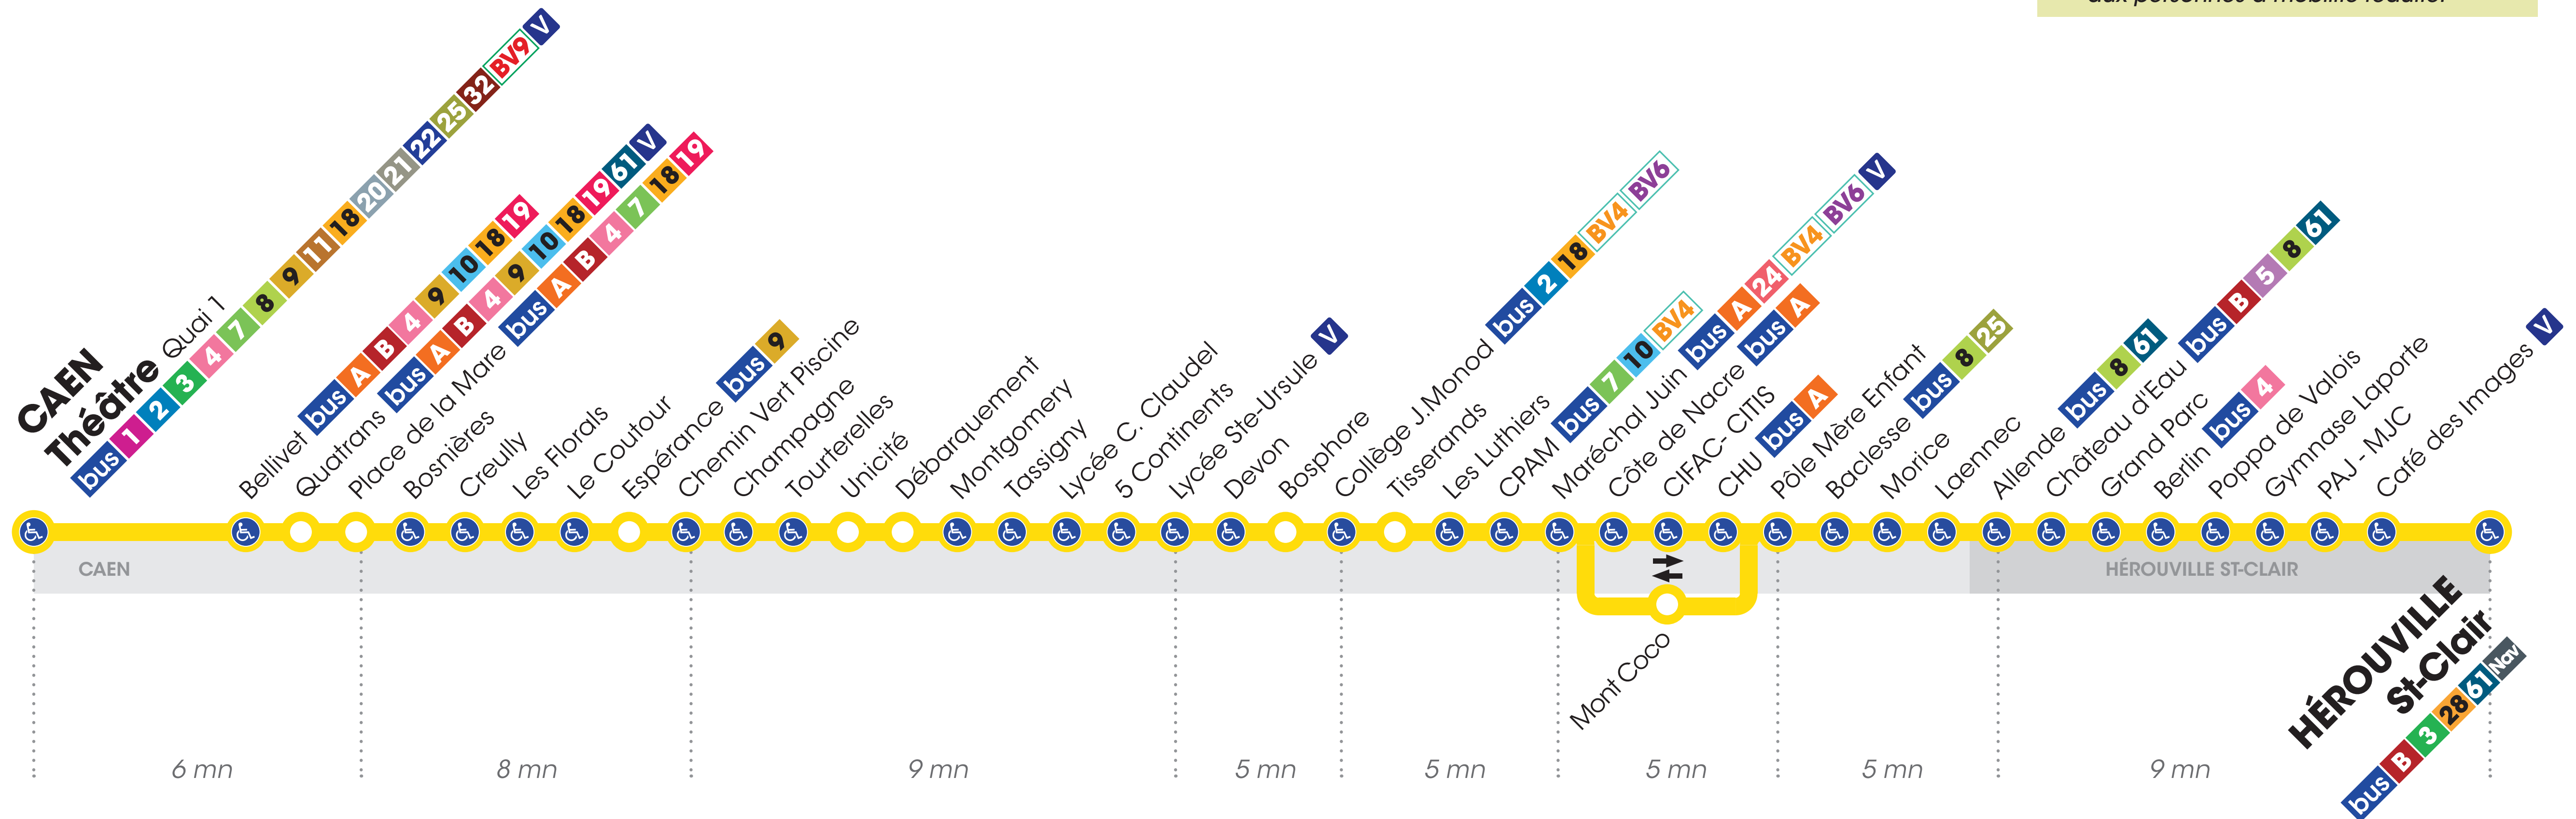 aux personnes à mobilité réduite.
CAEN
Théâtre Quai 1
bus 1 2 3 4 7 8 9 11 18 20 21 22 25 32 BV9 V
Bellivet bus A B 4 9 10 18 19
Quatrans bus A B 4 9 10 18 19 61 V
Place de la Mare bus A B 4 7 18 19
Bosnières
Creully
Les Florals
Le Coutour
Espérance bus 9
Chemin Vert Piscine
Champagne
Tourterelles
Unicité
Débarquement
Montgomery
Tassigny
Lycée C. Claudel
5 Continents
Lycée Ste-Ursule V
Devon
Bosphore
Collège J.Monod bus 2 18 BV4 BV6
Tisserands
Les Luthiers
CPAM bus 7 10 BV4
Maréchal Juin bus A 24 BV4 BV6 V
Côte de Nacre bus A
CIFAC- CITIS
CHU bus A
Pôle Mère Enfant
Baclesse bus 8 25
Morice
Laennec
Allende bus 8 61
Château d'Eau bus B 5 8 61
Grand Parc
Berlin bus 4
Poppa de Valois
Gymnase Laporte
PAJ - MJC
Café des Images V
CAEN
HÉROUVILLE ST-CLAIR
Mont Coco
HÉROUVILLE
St-Clair
bus B 3 28 61 Nav
6 mn
8 mn
9 mn
5 mn
5 mn
5 mn
5 mn
9 mn